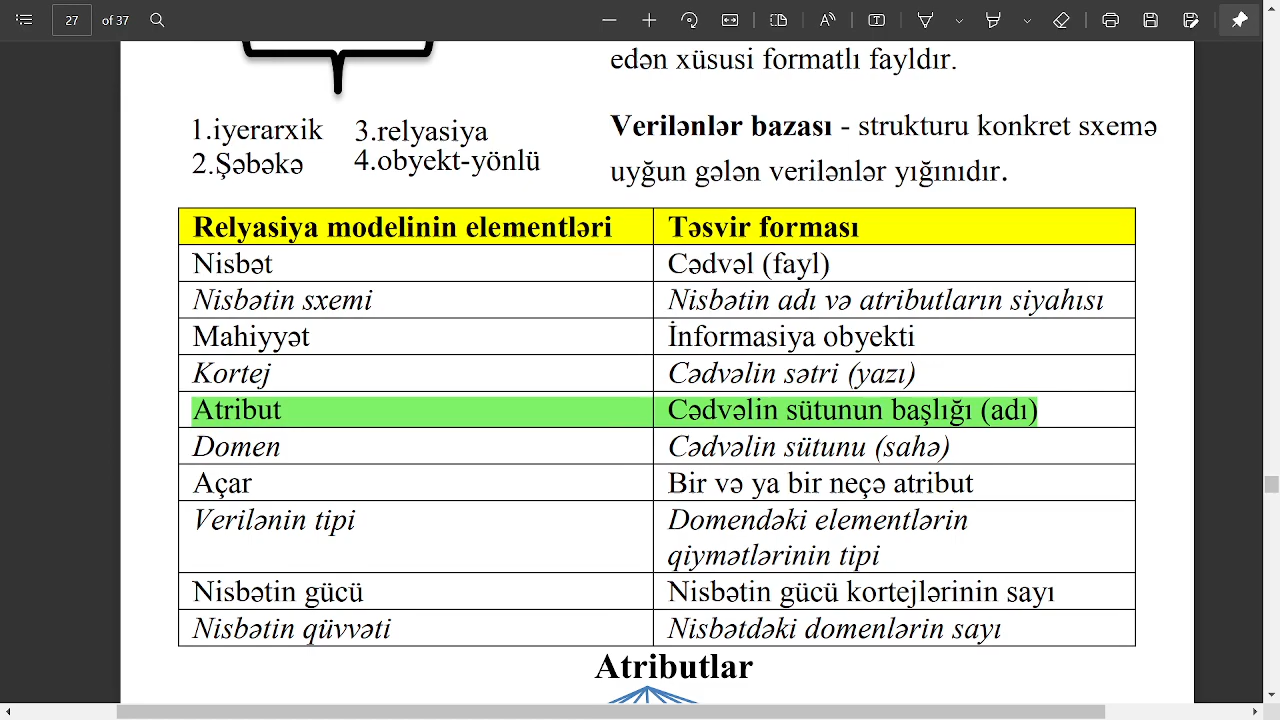 27 of 37
edən xüsusi formatlı fayldır.
1.iyerarxik 3.relyasiya
2.Şəbəkə 4.obyekt-yönlü
Verilənlər bazası - strukturu konkret sxemə
uyğun gələn verilənlər yığınıdır.
Relyasiya modelinin elementləri Təsvir forması
Nisbət Cədvəl (fayl)
Nisbətin sxemi Nisbətin adı və atributların siyahısı
Mahiyyət İnformasiya obyekti
Kortej Cədvəlin sətri (yazı)
Atribut Cədvəlin sütunun başlığı (adı)
Domen Cədvəlin sütunu (sahə)
Açar Bir və ya bir neçə atribut
Verilənin tipi Domendəki elementlərin
qiymətlərinin tipi
Nisbətin gücü Nisbətin gücü kortejlərinin sayı
Nisbətin qüvvəti Nisbətdəki domenlərin sayı
Atributlar